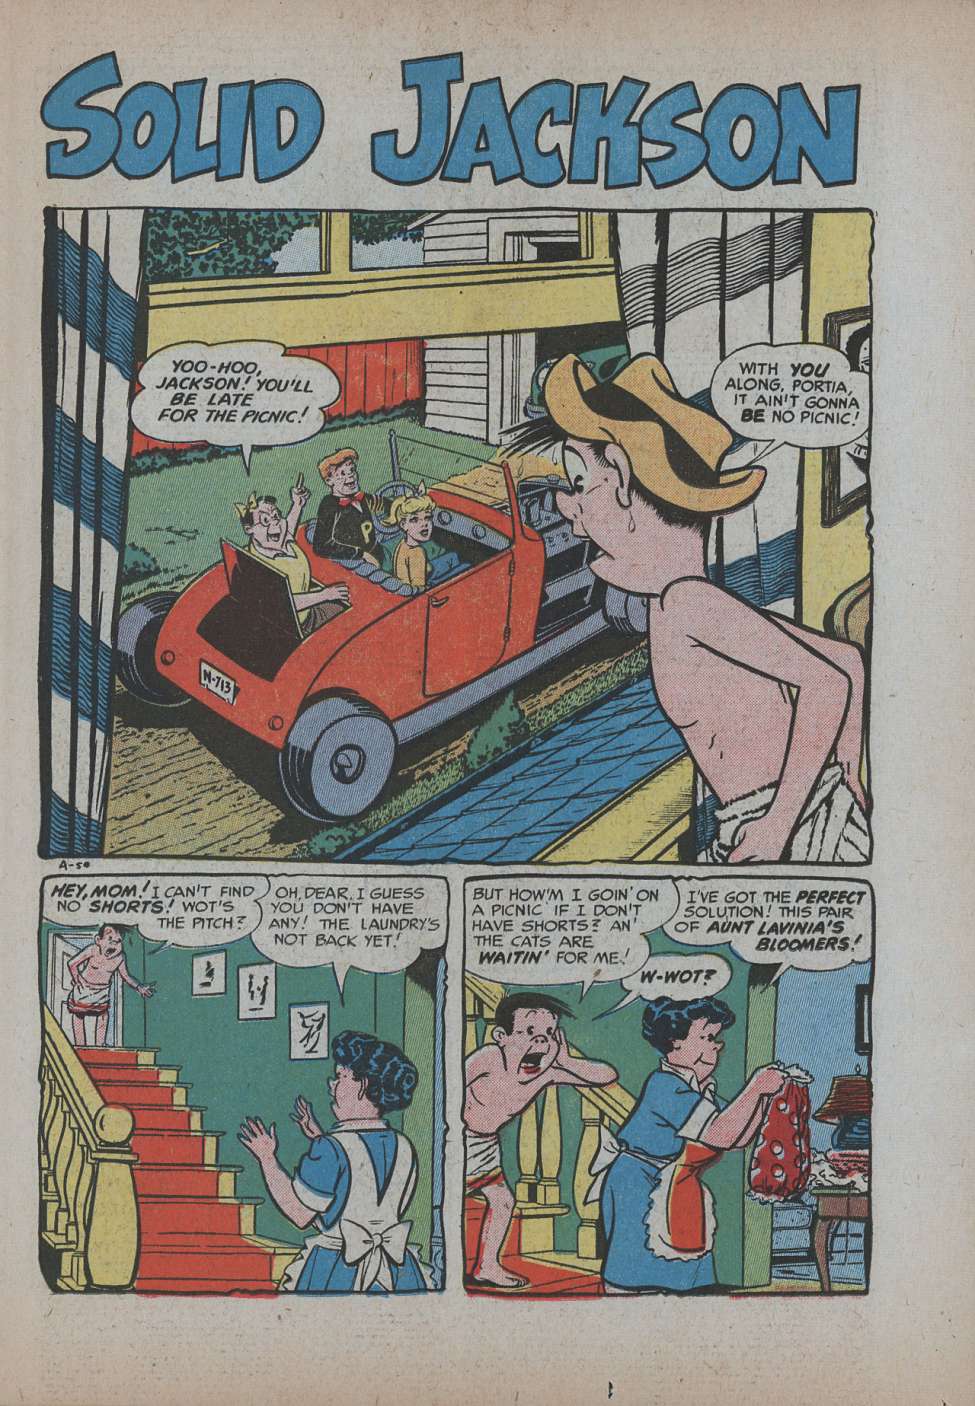 SOLID JACKSON
YOO-HOO,
JACKSON! YOU'LL
BE LATE
FOR THE PICNIC!
WITH YOU
ALONG, PORTIA,
IT AIN'T GONNA
BE NO PICNIC!
P
N-713
A-50
HEY, MOM! I CAN'T FIND
NO SHORTS! WOT'S
THE PITCH?
OH, DEAR, I GUESS
YOU DON'T HAVE
ANY! THE LAUNDRY'S
NOT BACK YET!
BUT HOW'M I GOIN' ON
A PICNIC IF I DON'T
HAVE SHORTS? AN'
THE CATS ARE
WAITIN' FOR ME!
I'VE GOT THE PERFECT
SOLUTION! THIS PAIR
OF AUNT LAVINIA'S
BLOOMERS!
W-WOT?